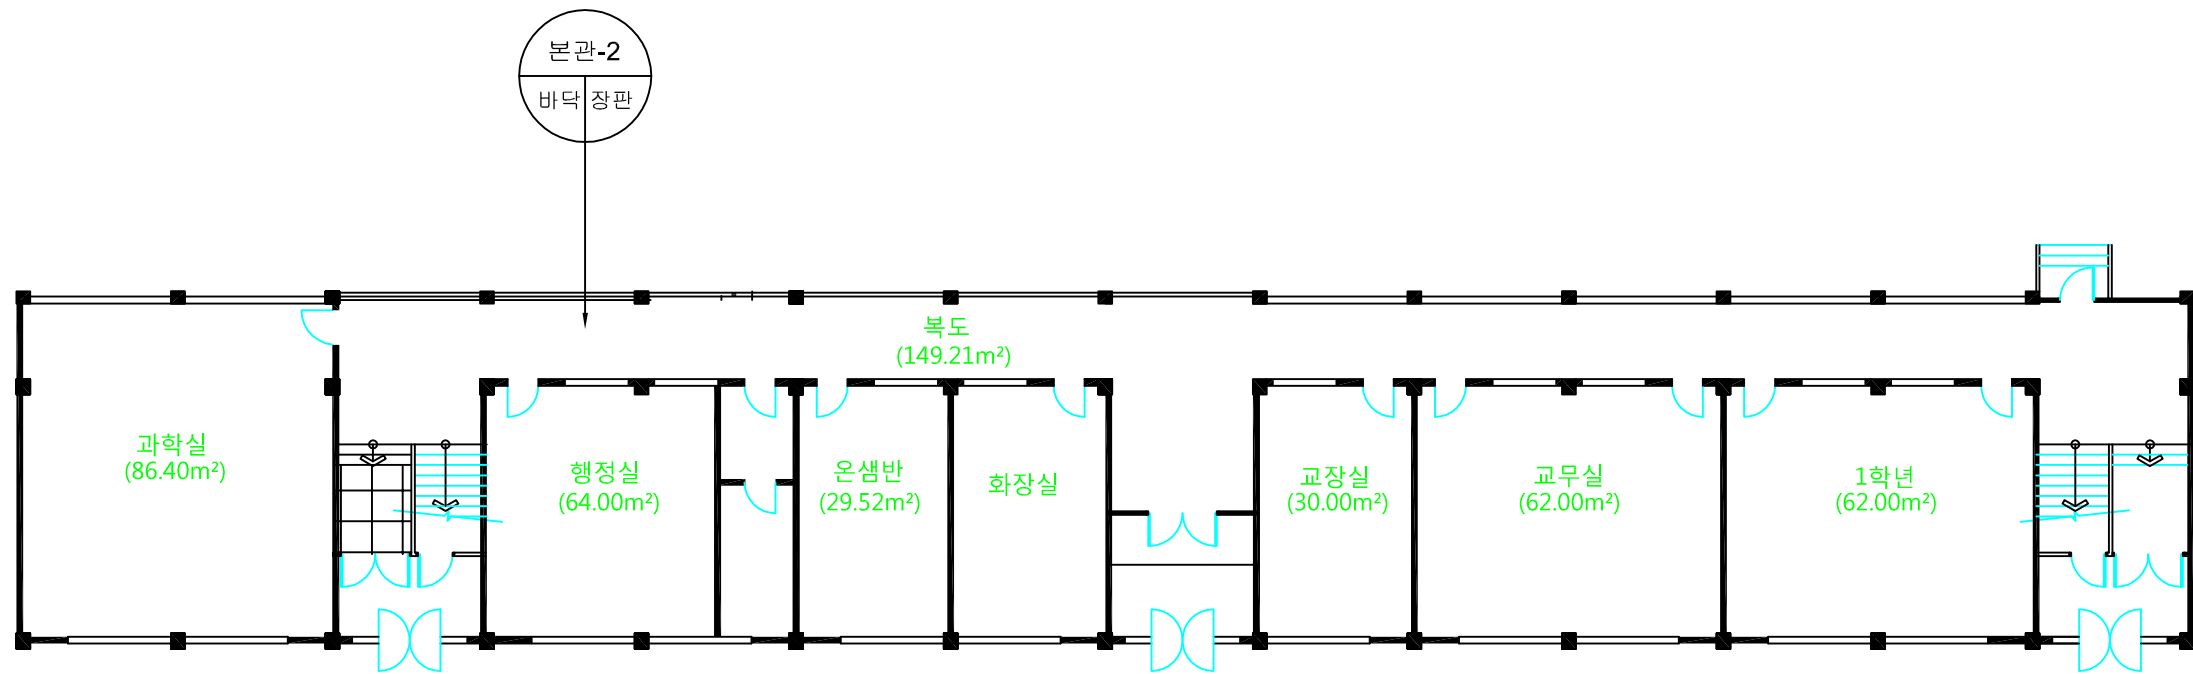 본관-2
바닥 장판
복도
(149.21m²)
과학실
(86.40m²)
행정실
(64.00m²)
온샘반
(29.52m²)
화장실
교장실
(30.00m²)
교무실
(62.00m²)
1학년
(62.00m²)